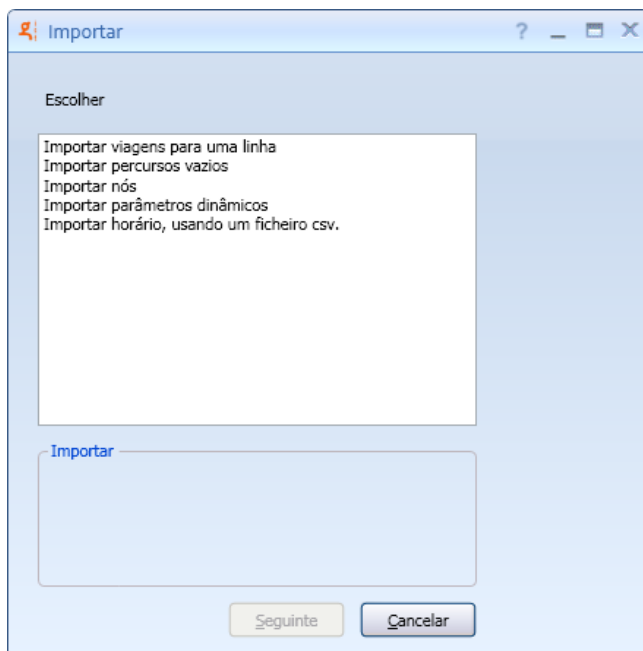 Importar
Escolher
Importar viagens para uma linha
Importar percursos vazios
Importar nós
Importar parâmetros dinâmicos
Importar horário, usando um ficheiro csv.
Importar
Seguinte
Cancelar